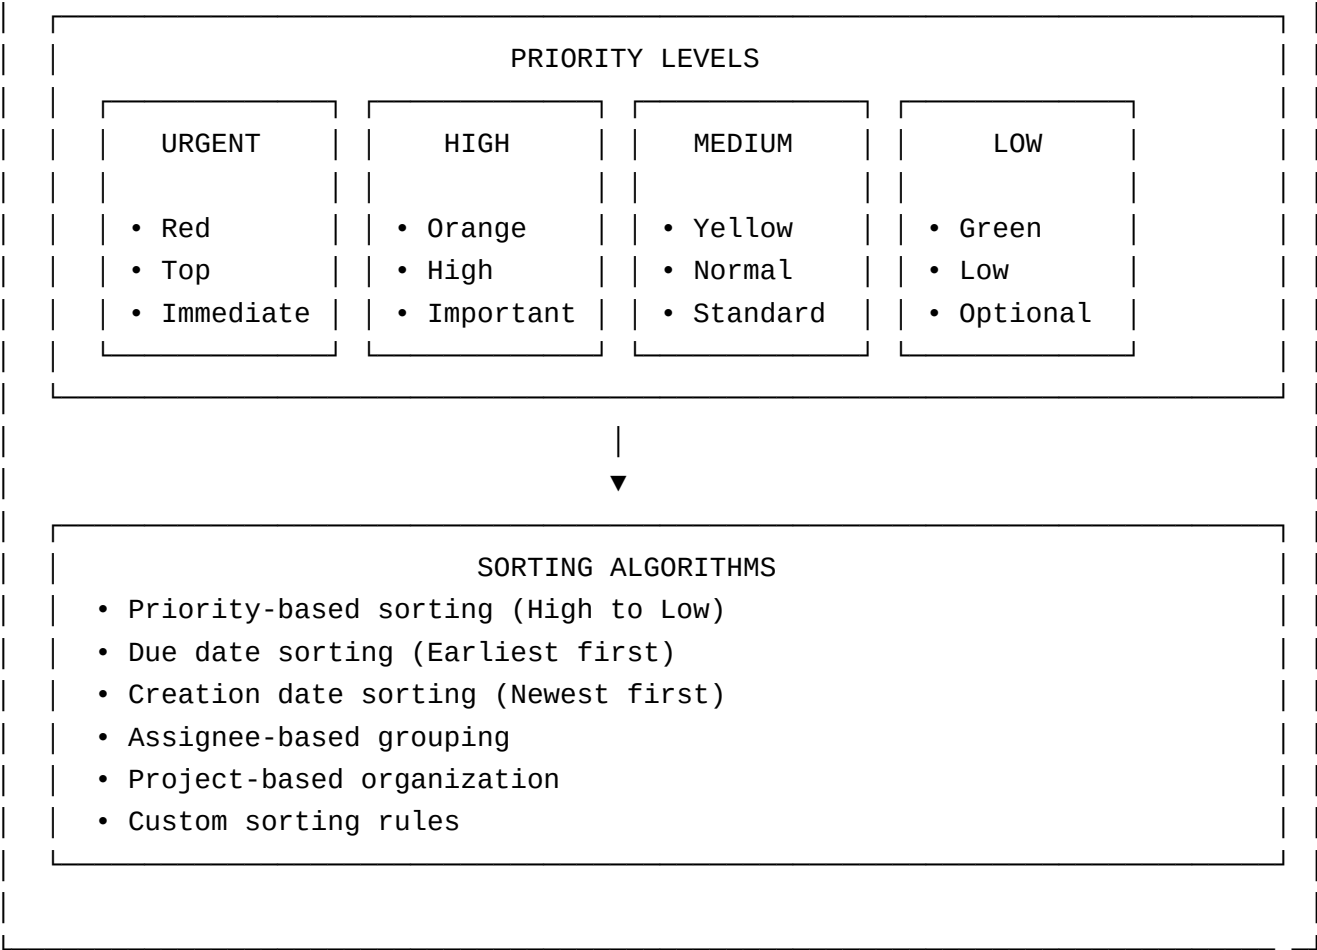 PRIORITY LEVELS
URGENT HIGH MEDIUM LOW
• Red • Orange • Yellow • Green
• Top • High • Normal • Low
• Immediate • Important • Standard • Optional
SORTING ALGORITHMS
• Priority-based sorting (High to Low)
• Due date sorting (Earliest first)
• Creation date sorting (Newest first)
• Assignee-based grouping
• Project-based organization
• Custom sorting rules